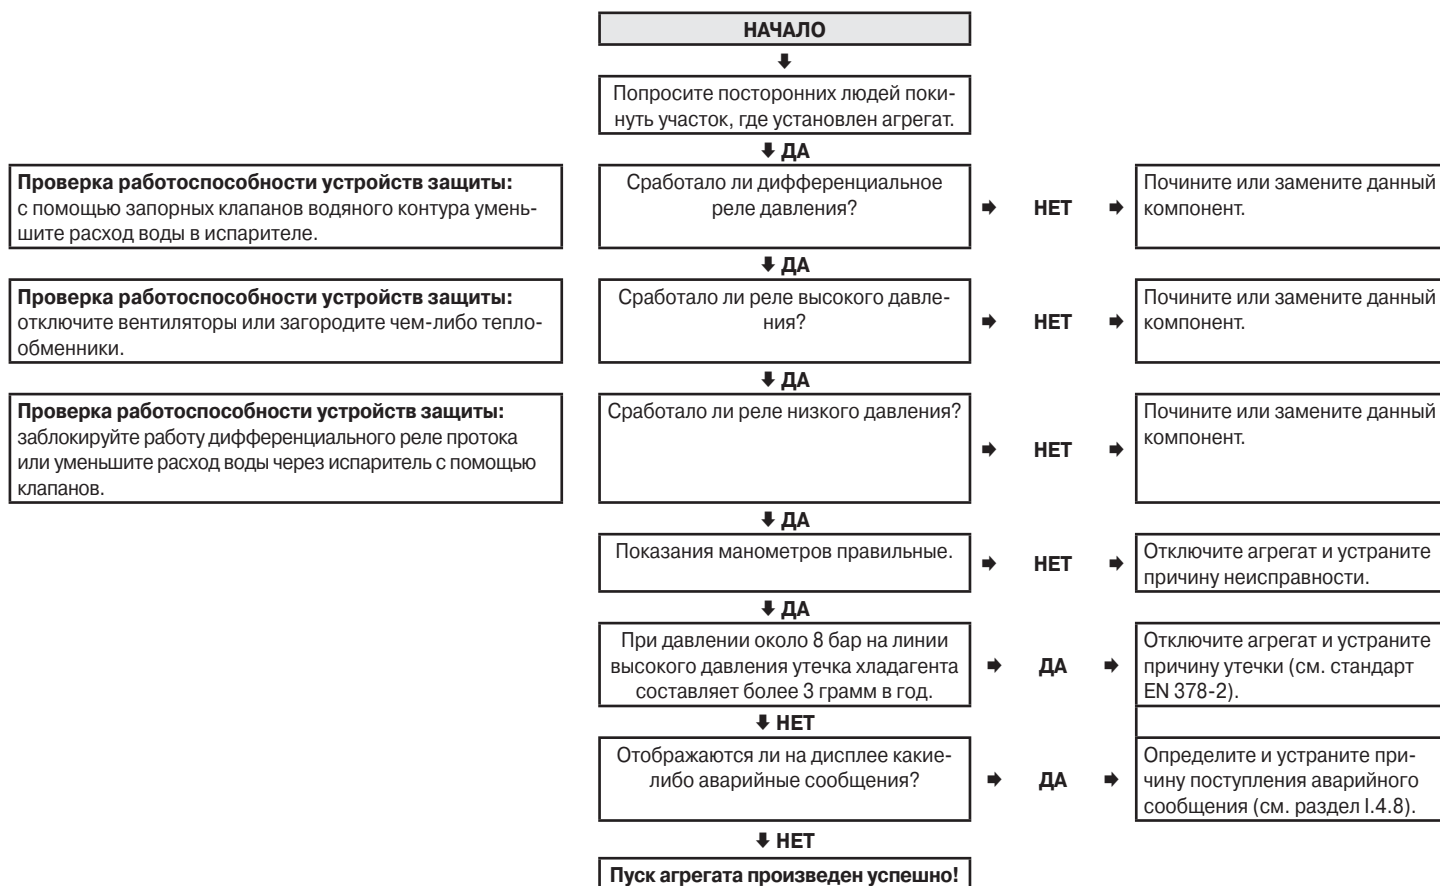 НАЧАЛО
Попросите посторонних людей поки-
нуть участок, где установлен агрегат.
ДА
Проверка работоспособности устройств защиты:
с помощью запорных клапанов водяного контура умень-
шите расход воды в испарителе.
Сработало ли дифференциальное
реле давления?
НЕТ
Почините или замените данный
компонент.
ДА
Проверка работоспособности устройств защиты:
отключите вентиляторы или загородите чем-либо тепло-
обменники.
Сработало ли реле высокого давле-
ния?
НЕТ
Почините или замените данный
компонент.
ДА
Проверка работоспособности устройств защиты:
заблокируйте работу дифференциального реле протока
или уменьшите расход воды через испаритель с помощью
клапанов.
Сработало ли реле низкого давления?
НЕТ
Почините или замените данный
компонент.
ДА
Показания манометров правильные.
НЕТ
Отключите агрегат и устраните
причину неисправности.
ДА
При давлении около 8 бар на линии
высокого давления утечка хладагента
составляет более 3 грамм в год.
ДА
Отключите агрегат и устраните
причину утечки (см. стандарт
EN 378-2).
НЕТ
Отображаются ли на дисплее какие-
либо аварийные сообщения?
ДА
Определите и устраните при-
чину поступления аварийного
сообщения (см. раздел I.4.8).
НЕТ
Пуск агрегата произведен успешно!